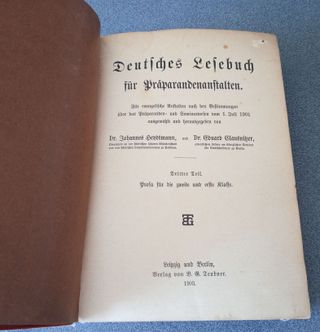 Deutsches Lesebuch
für Präparandenanstalten.
Für evangelische Anstalten nach den Bestimmungen
über das Präparanden- und Seminarwesen vom 1. Juli 1901
ausgewählt und herausgegeben von
Dr. Johannes Heydtmann, und Dr. Eduard Clausnitzer,
Dritter Teil.
Prosa für die zweite und erste Klasse.
Leipzig und Berlin,
Verlag von B. G. Teubner.
1903.